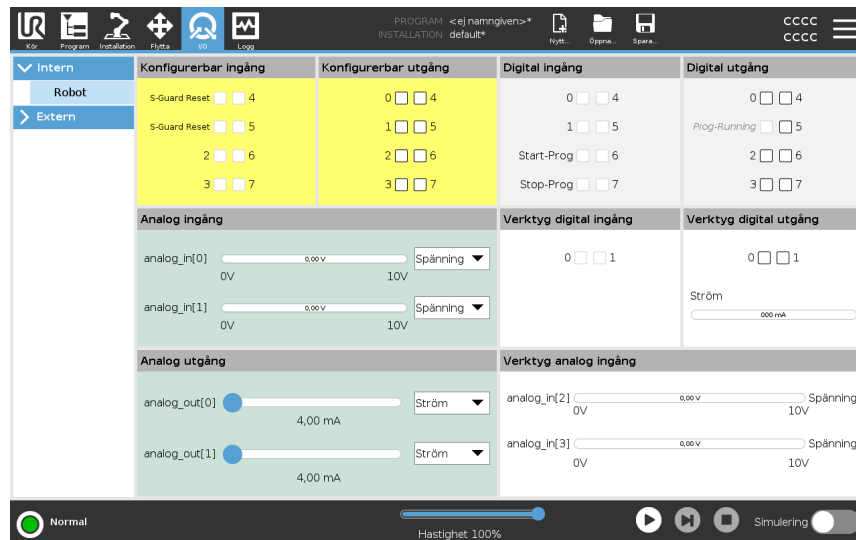 PROGRAM <ej namngiven>*
INSTALLATION default*
UR
Kör
Program
Installation
Flytta
I/O
Logg
Nytt...
Öppna...
Spara...
CCCC
CCCC
Intern
Robot
Extern
Konfigurerbar ingång
S-Guard Reset 4
S-Guard Reset 5
2 6
3 7
Konfigurerbar utgång
0 4
1 5
2 6
3 7
Digital ingång
0 4
1 5
Start-Prog 6
Stop-Prog 7
Digital utgång
0 4
Prog-Running 5
2 6
3 7
Analog ingång
analog_in[0] 0,00 V Spänning
0V 10V
analog_in[1] 0,00 V Spänning
0V 10V
Verktyg digital ingång
0 1
Verktyg digital utgång
0 1
Ström
000 mA
Analog utgång
analog_out[0] Ström
4,00 mA
analog_out[1] Ström
4,00 mA
Verktyg analog ingång
analog_in[2] 0,00 V Spänning
0V 10V
analog_in[3] 0,00 V Spänning
0V 10V
Normal
Hastighet 100%
Simulering